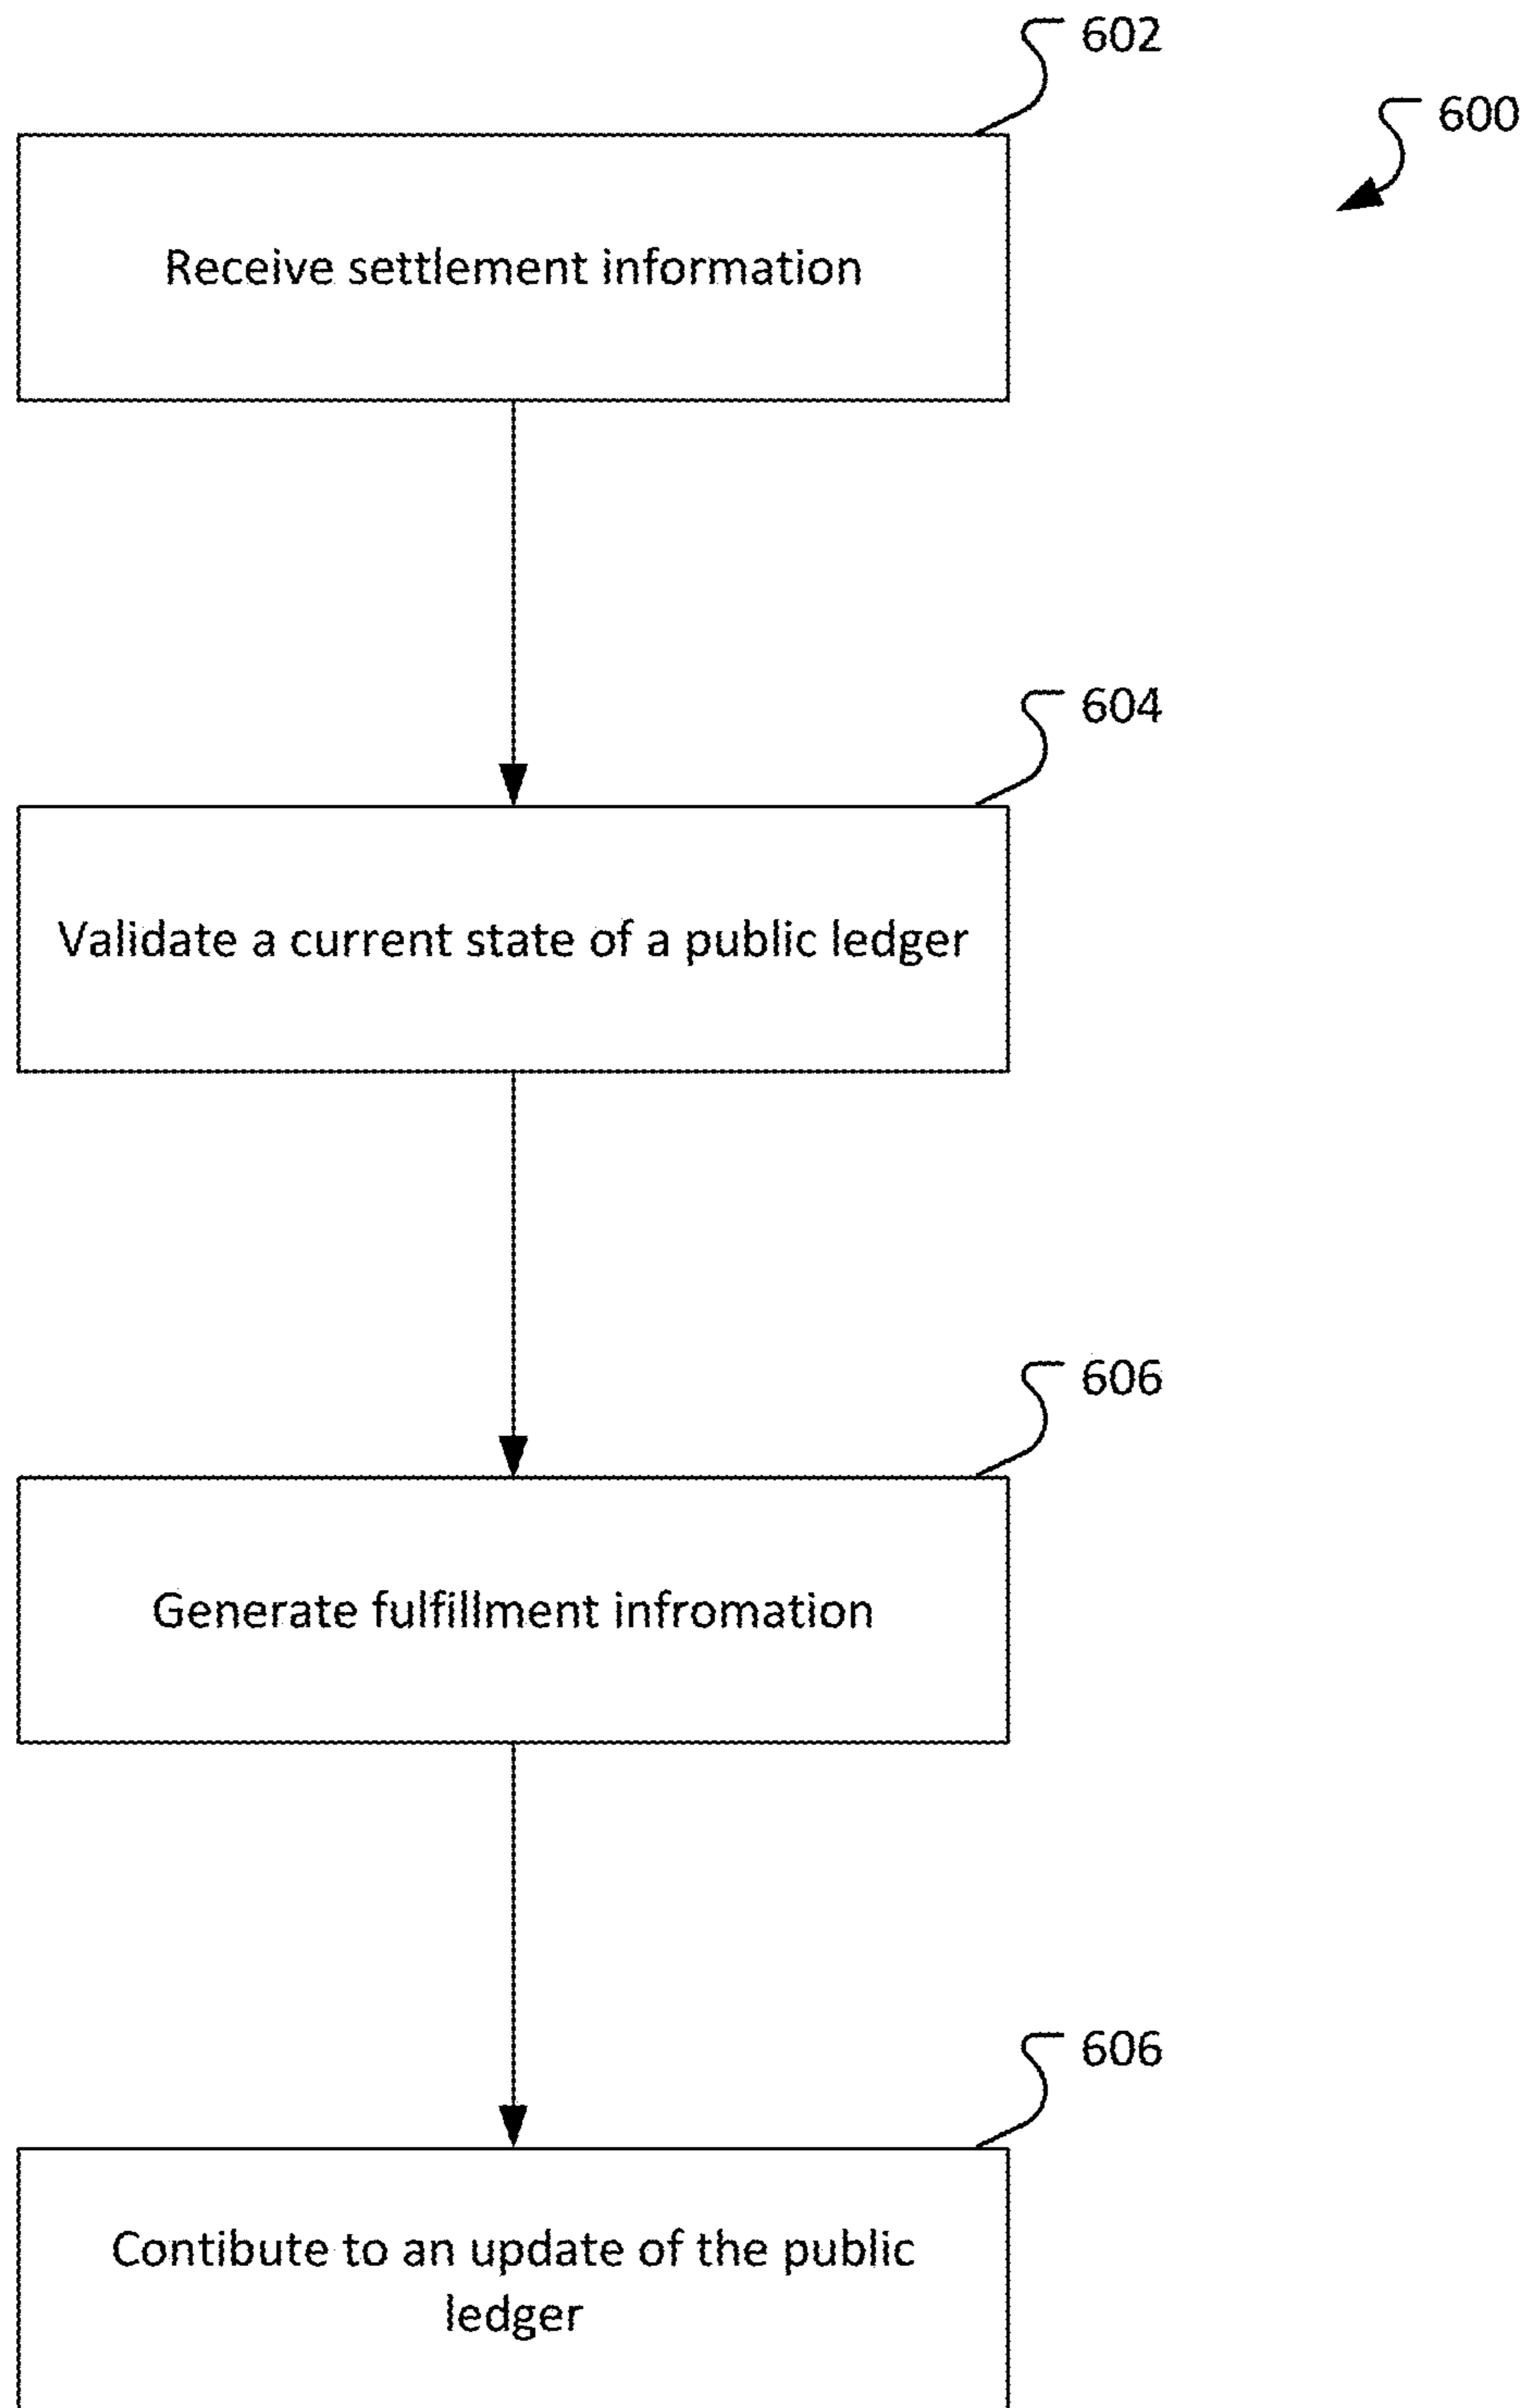 602
600
Receive settlement information
604
Validate a current state of a public ledger
606
Generate fulfillment infromation
606
Contibute to an update of the public
ledger